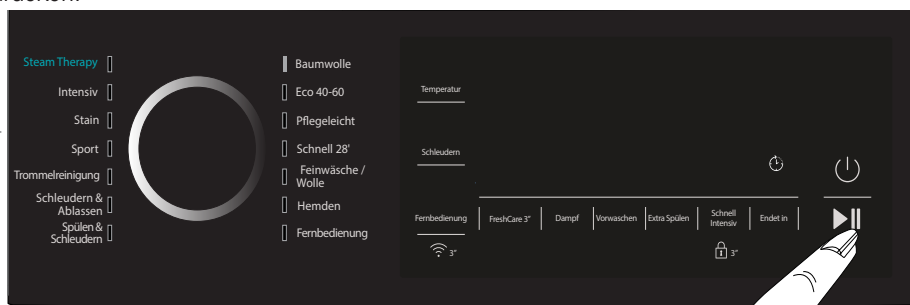 Steam Therapy
Intensiv
Stain
Sport
Trommelreinigung
Schleudern &
Ablassen
Spülen &
Schleudern
Baumwolle
Eco 40-60
Pflegeleicht
Schnell 28'
Feinwäsche /
Wolle
Hemden
Fernbedienung
Temperatur
Schleudern
Fernbedienung
FreshCare 3"
Dampf
Vorwaschen
Extra Spülen
Schnell
Intensiv
Endet in
3"
3"